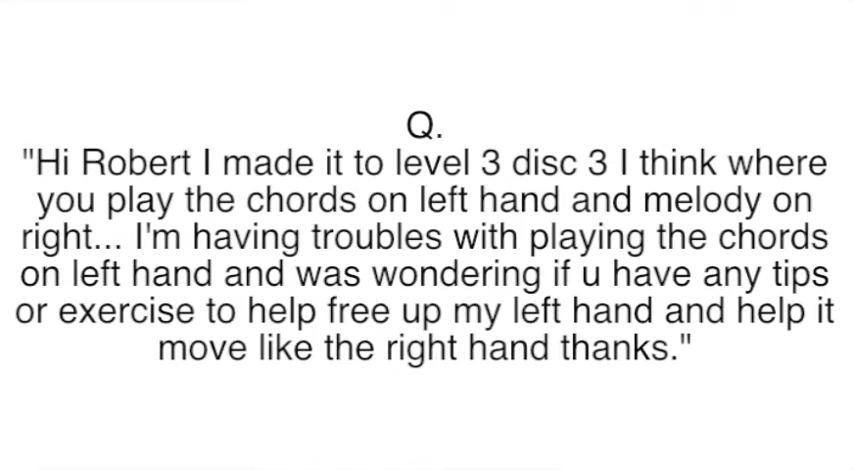 Q.
"Hi Robert I made it to level 3 disc 3 I think where
you play the chords on left hand and melody on
right... I'm having troubles with playing the chords
on left hand and was wondering if u have any tips
or exercise to help free up my left hand and help it
move like the right hand thanks."